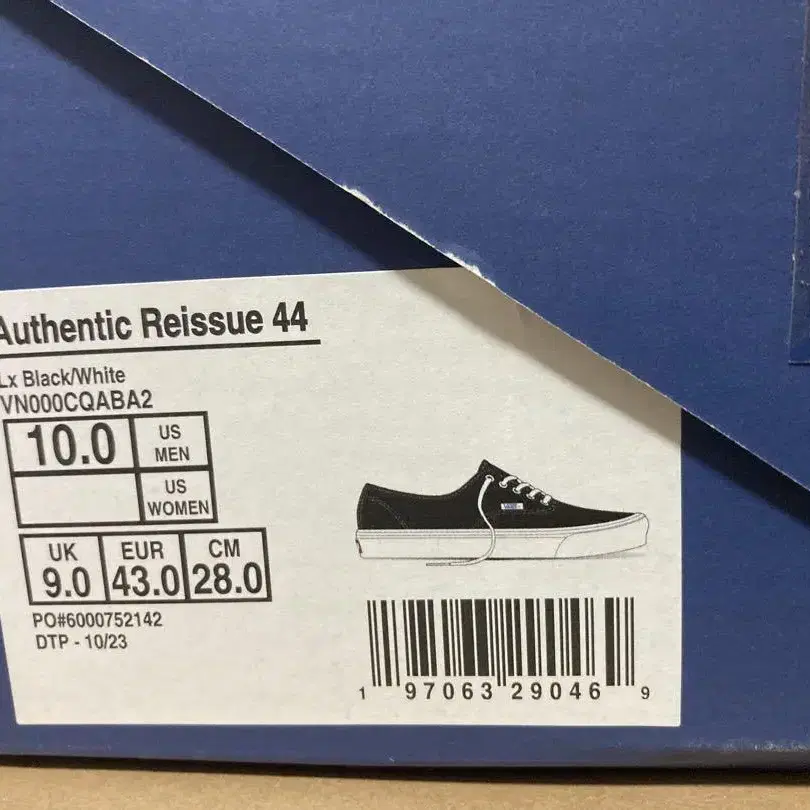 Authentic Reissue 44
Lx Black/White
VN000CQABA2
10.0 US MEN
US WOMEN
UK EUR CM
9.0 43.0 28.0
PO#6000752142
DTP - 10/23
VANS
1 97063 29046 9